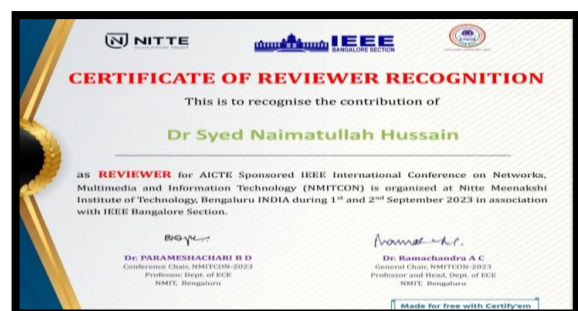 NITTE
EDUCATION TRUST
IEEE
BANGALORE SECTION
CERTIFICATE OF REVIEWER RECOGNITION
This is to recognise the contribution of
Dr Syed Naimatullah Hussain
as REVIEWER for AICTE Sponsored IEEE International Conference on Networks,
Multimedia and Information Technology (NMITCON) is organized at Nitte Meenakshi
Institute of Technology, Bengaluru INDIA during 1st and 2nd September 2023 in association
with IEEE Bangalore Section.
Dr. PARAMESHACHARI B D
Conference Chair, NMITCON-2023
Professor, Dept. of ECE
NMIT, Bengaluru
Dr. Ramachandra A C
General Chair, NMITCON-2023
Professor and Head, Dept. of ECE
NMIT, Bengaluru
Made for free with Certify'em